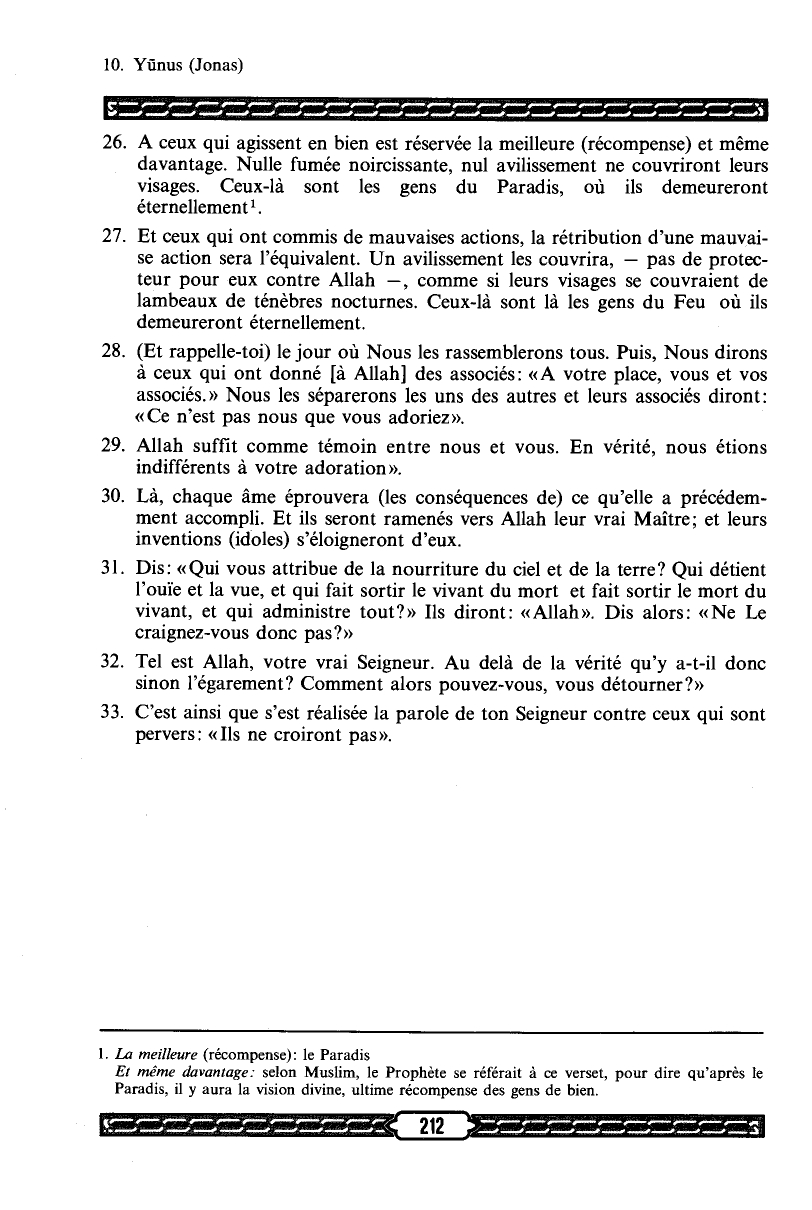 10. Yūnus (Jonas)
26. A ceux qui agissent en bien est réservée la meilleure (récompense) et même
davantage. Nulle fumée noircissante, nul avilissement ne couvriront leurs
visages. Ceux-là sont les gens du Paradis, où ils demeureront
éternellement¹.
27. Et ceux qui ont commis de mauvaises actions, la rétribution d'une mauvai-
se action sera l'équivalent. Un avilissement les couvrira, — pas de protec-
teur pour eux contre Allah —, comme si leurs visages se couvraient de
lambeaux de ténèbres nocturnes. Ceux-là sont là les gens du Feu où ils
demeureront éternellement.
28. (Et rappelle-toi) le jour où Nous les rassemblerons tous. Puis, Nous dirons
à ceux qui ont donné [à Allah] des associés: «A votre place, vous et vos
associés.» Nous les séparerons les uns des autres et leurs associés diront:
«Ce n'est pas nous que vous adoriez».
29. Allah suffit comme témoin entre nous et vous. En vérité, nous étions
indifférents à votre adoration».
30. Là, chaque âme éprouvera (les conséquences de) ce qu'elle a précédem-
ment accompli. Et ils seront ramenés vers Allah leur vrai Maître; et leurs
inventions (idoles) s'éloigneront d'eux.
31. Dis: «Qui vous attribue de la nourriture du ciel et de la terre? Qui détient
l'ouïe et la vue, et qui fait sortir le vivant du mort et fait sortir le mort du
vivant, et qui administre tout?» Ils diront: «Allah». Dis alors: «Ne Le
craignez-vous donc pas?»
32. Tel est Allah, votre vrai Seigneur. Au delà de la vérité qu'y a-t-il donc
sinon l'égarement? Comment alors pouvez-vous, vous détourner?»
33. C'est ainsi que s'est réalisée la parole de ton Seigneur contre ceux qui sont
pervers: «Ils ne croiront pas».
1. La meilleure (récompense): le Paradis
Et même davantage: selon Muslim, le Prophète se référait à ce verset, pour dire qu'après le
Paradis, il y aura la vision divine, ultime récompense des gens de bien.
212